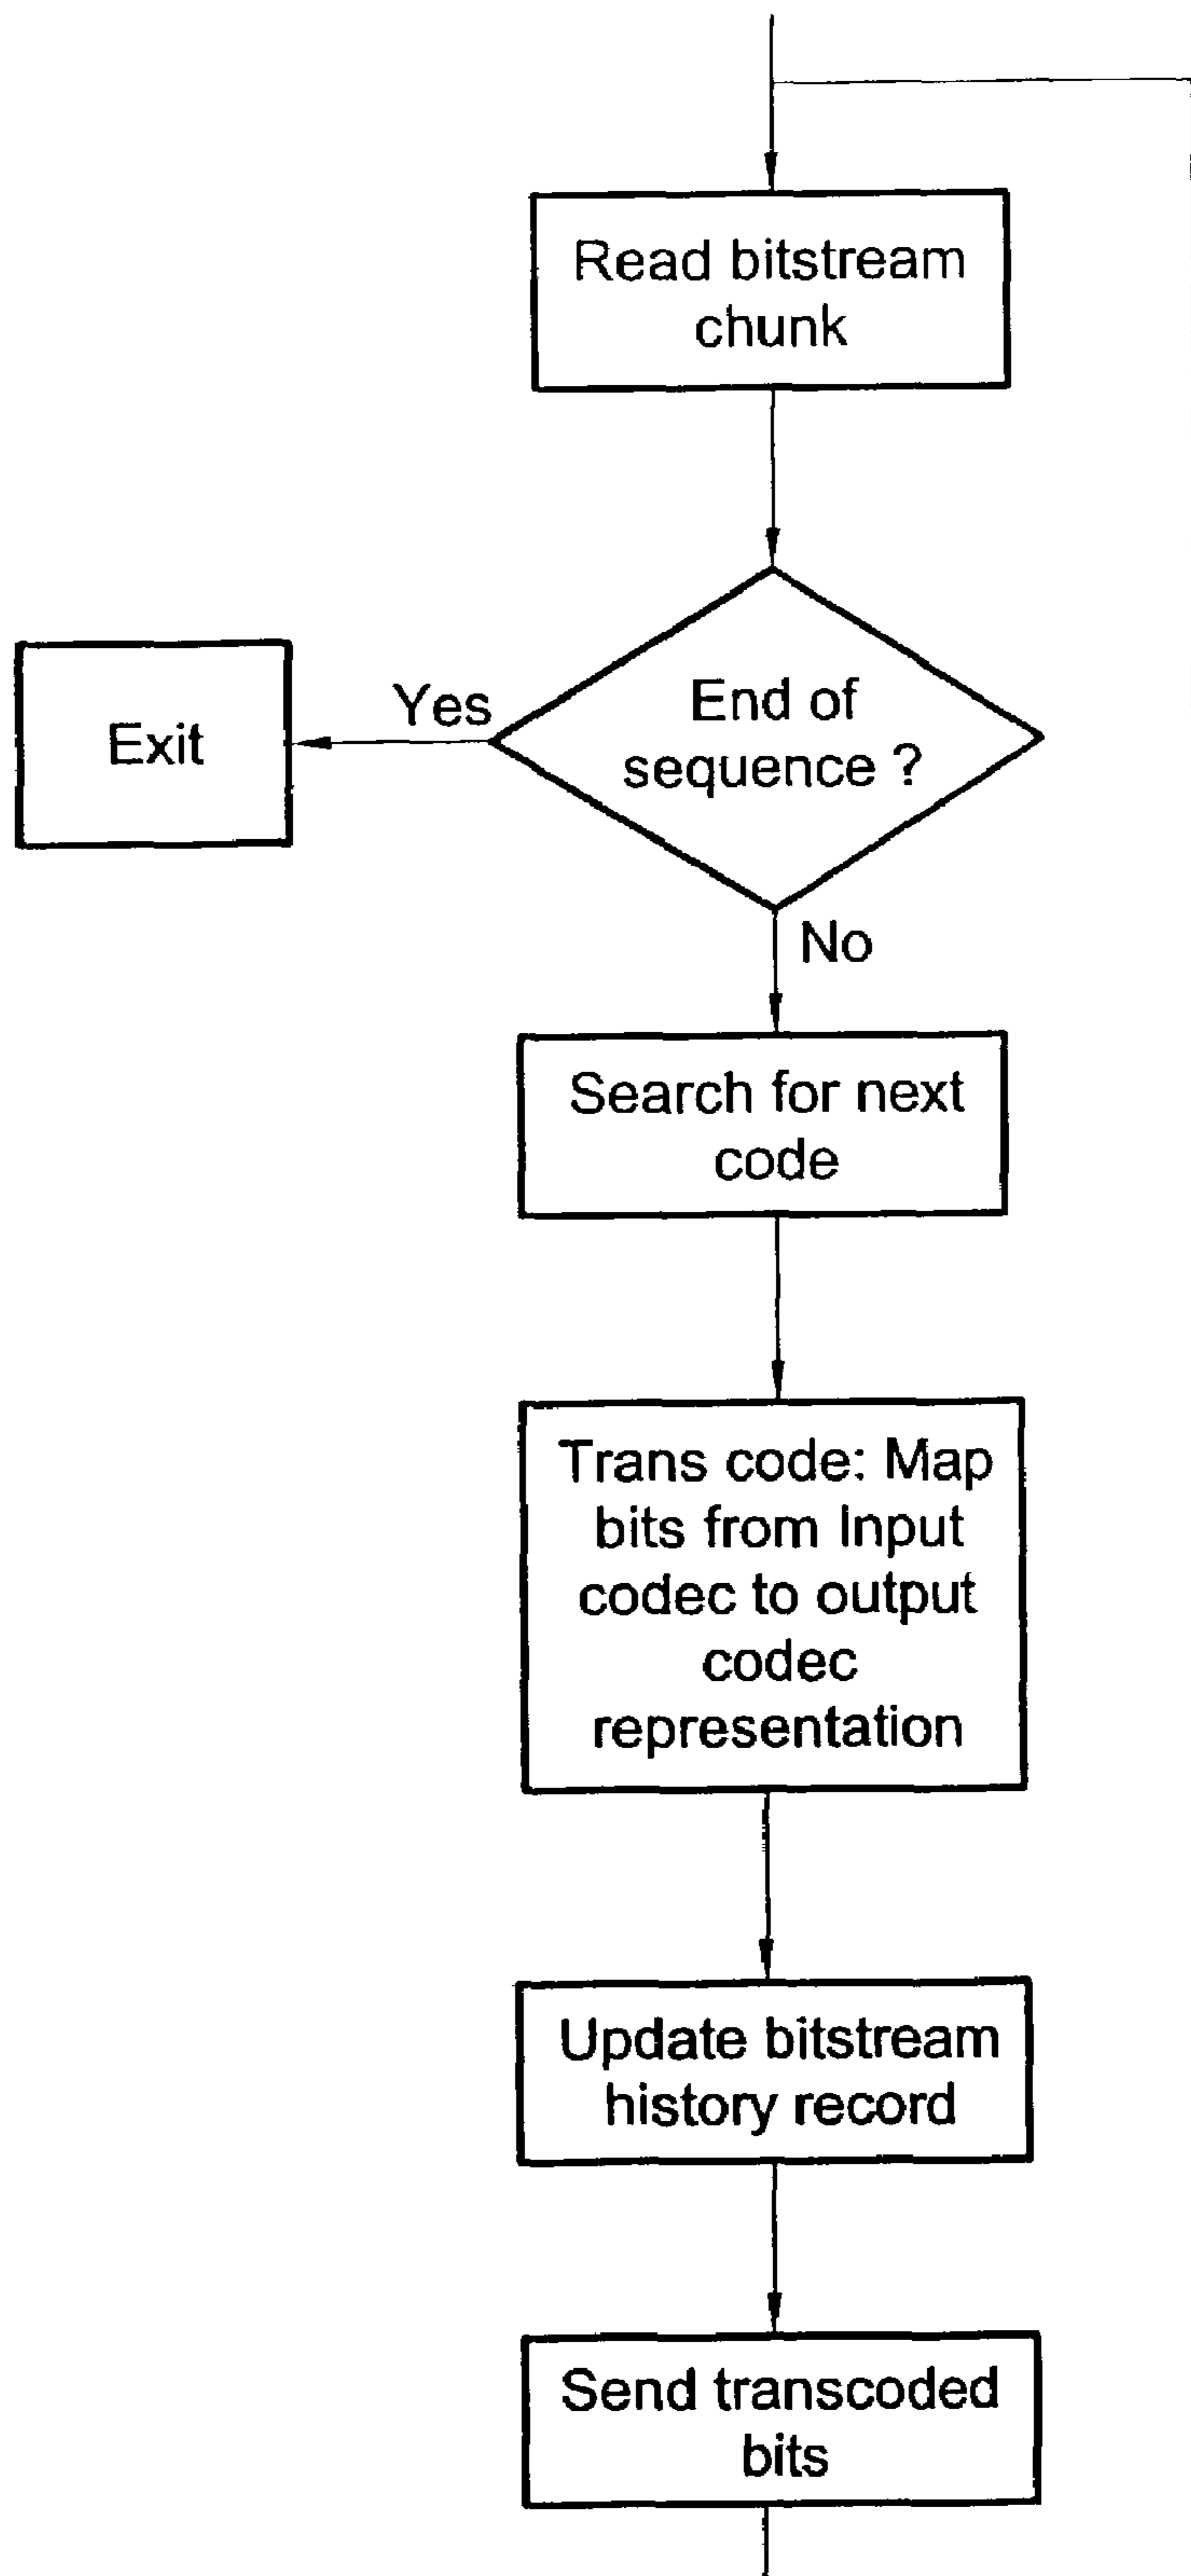 Read bitstream
chunk
End of
sequence ?
Yes
Exit
No
Search for next
code
Trans code: Map
bits from Input
codec to output
codec
representation
Update bitstream
history record
Send transcoded
bits